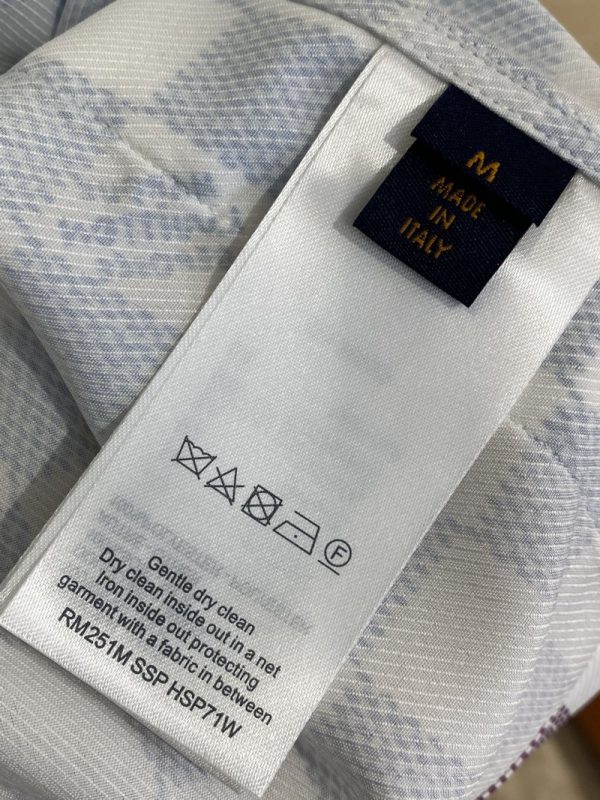 M
MADE
IN
ITALY
F
Gentle dry clean
Dry clean inside out in a net
Iron inside out protecting
garment with a fabric in between
RM251M SSP HSP71W